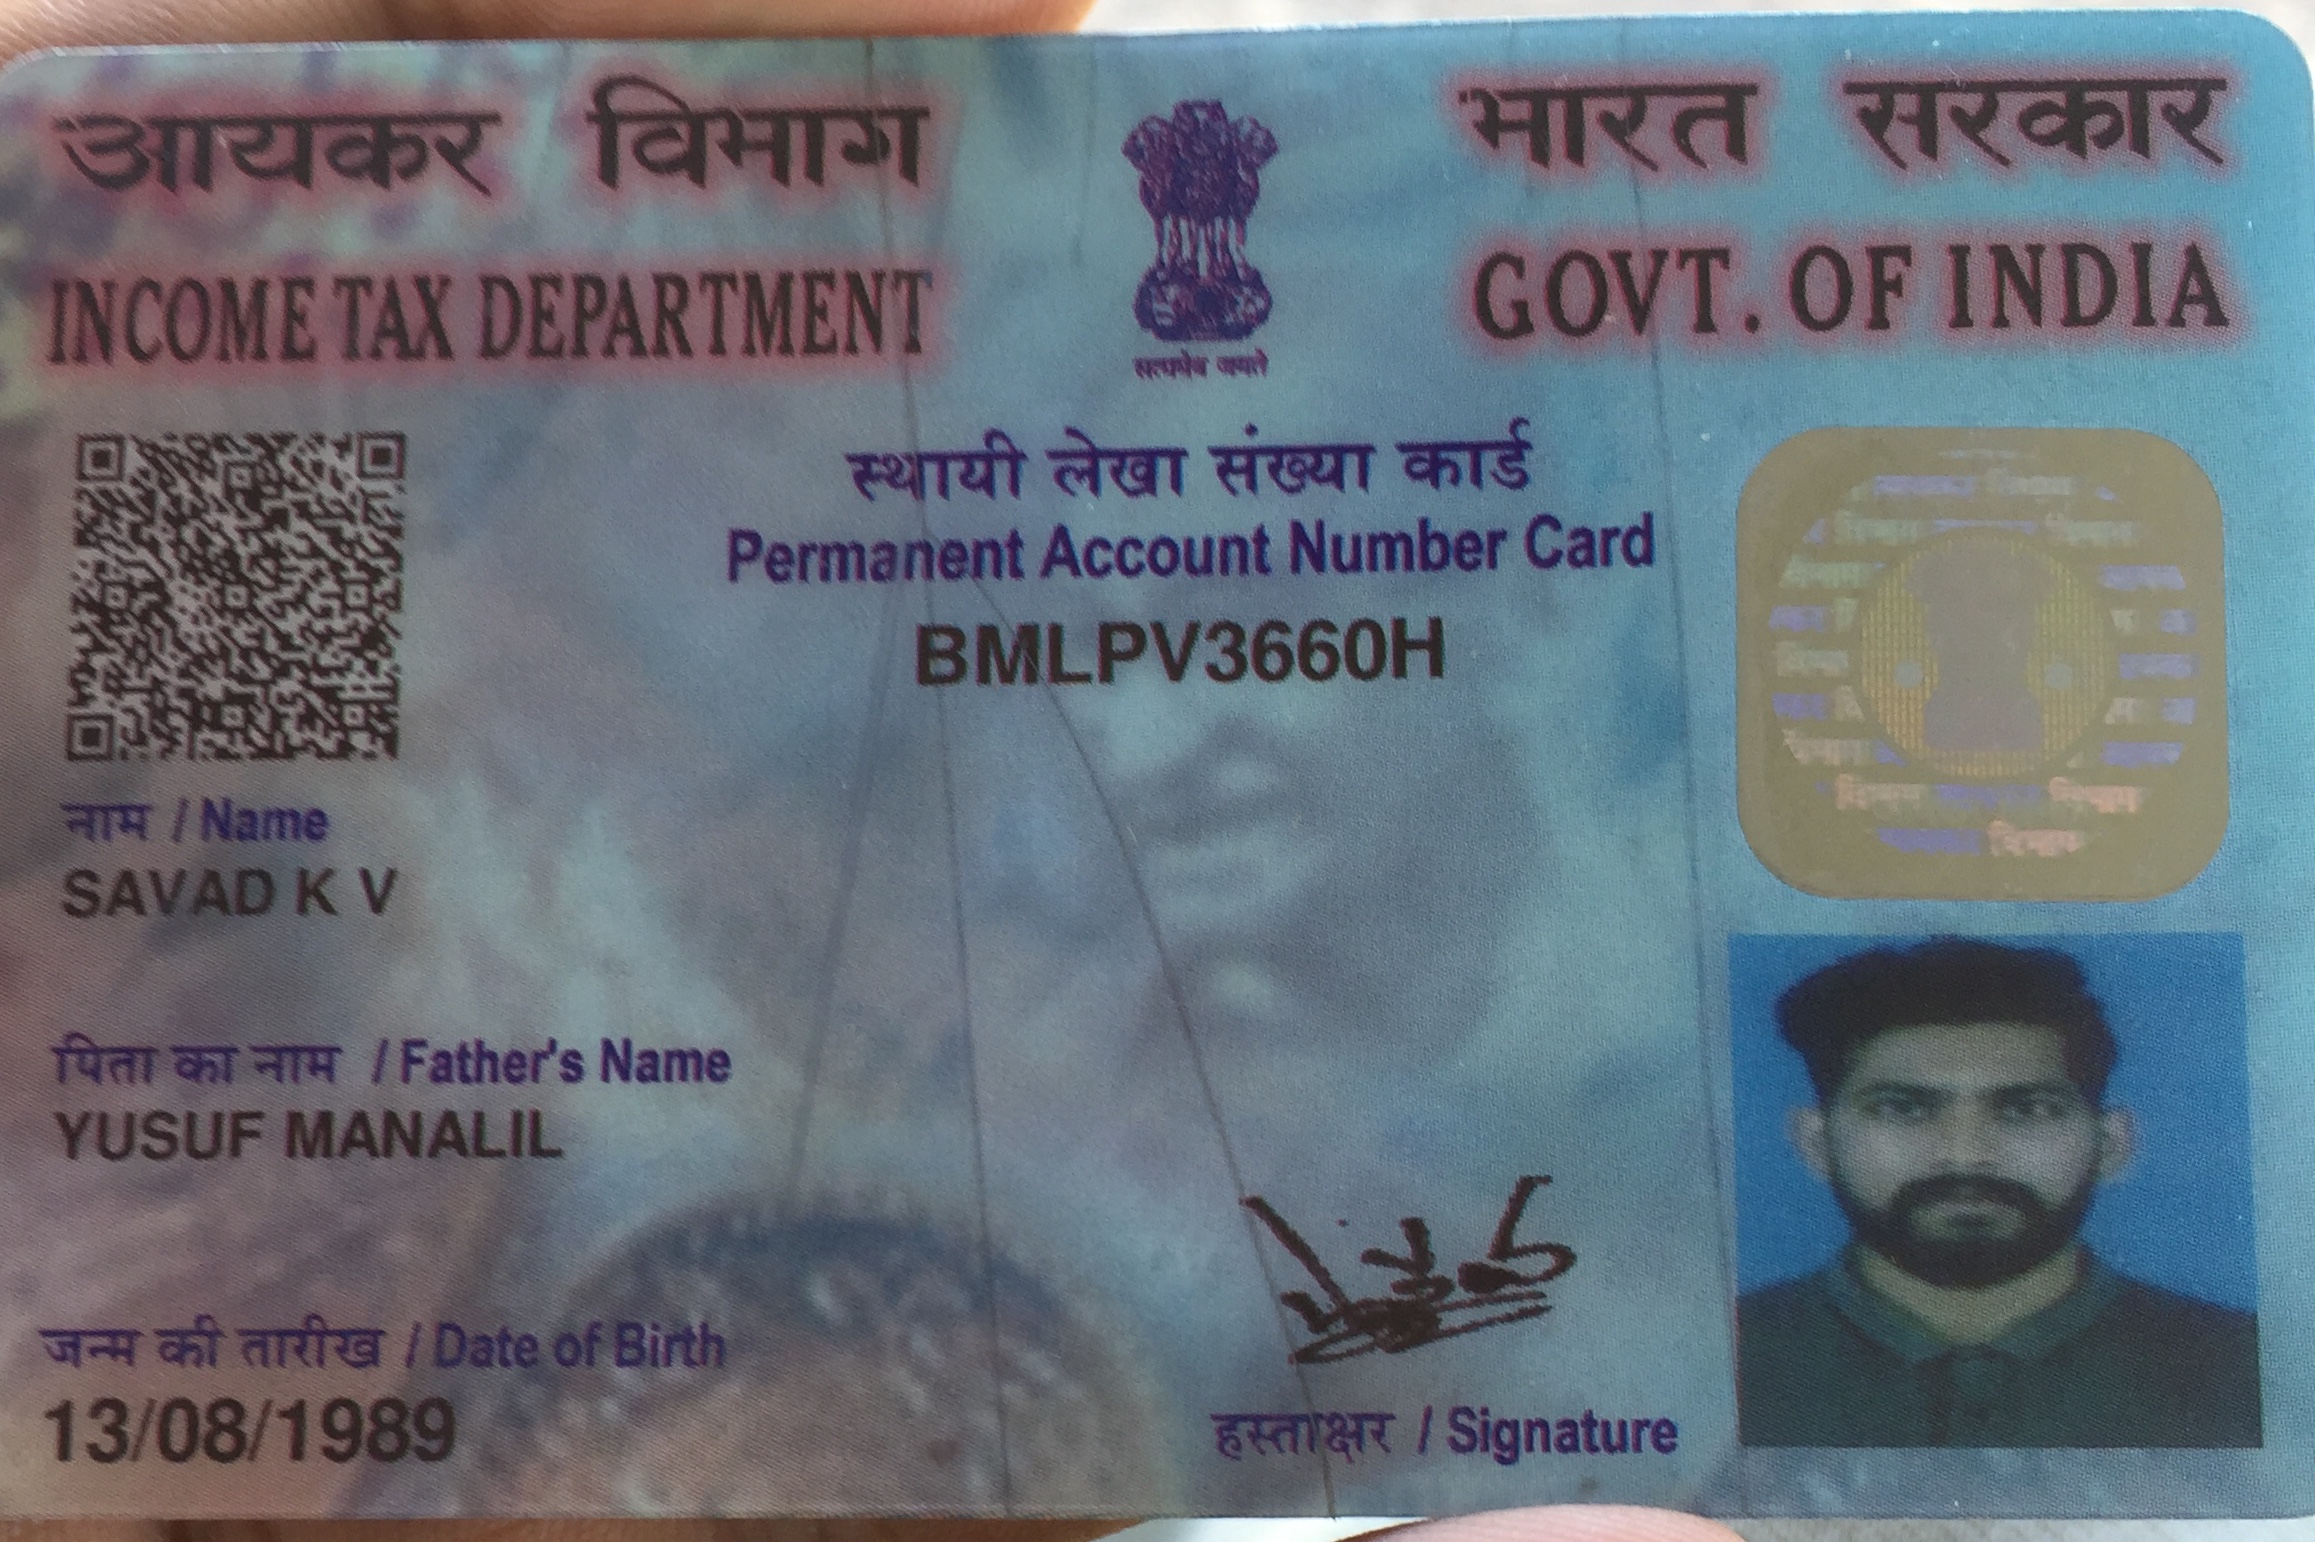 आयकर विभाग
INCOME TAX DEPARTMENT
सत्यमेव जयते
भारत सरकार
GOVT. OF INDIA
स्थायी लेखा संख्या कार्ड
Permanent Account Number Card
BMLPV3660H
नाम / Name
SAVAD K V
पिता का नाम / Father's Name
YUSUF MANALIL
जन्म की तारीख / Date of Birth
13/08/1989
हस्ताक्षर / Signature